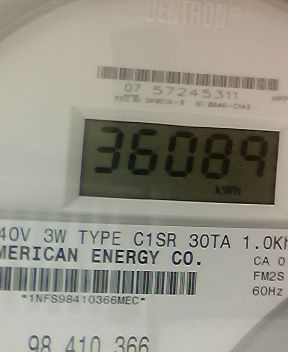 CENTRON®
07 57245311
36089
kWh
40V 3W TYPE C1SR 30TA 1.0Kh
MERICAN ENERGY CO.
CA 0
FM2S
60Hz
*1NFS98410366MEC*
98 410 366